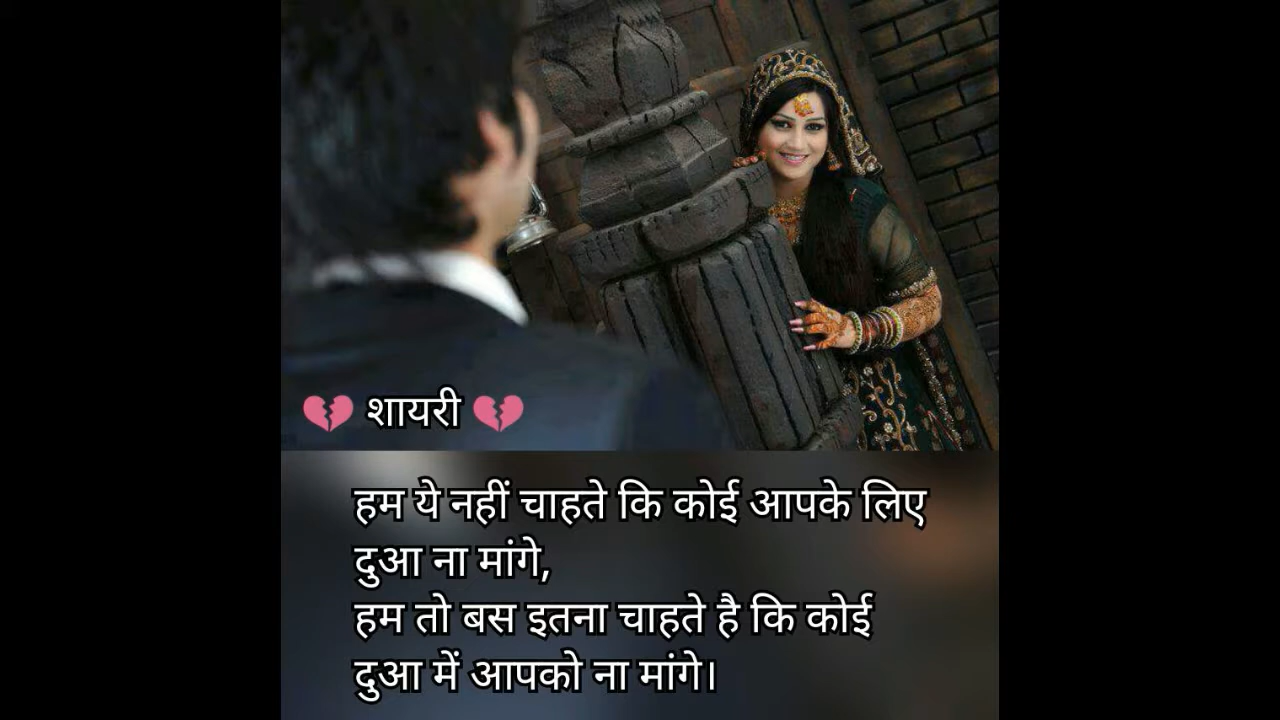 💔 शायरी 💔
हम ये नहीं चाहते कि कोई आपके लिए
दुआ ना मांगे,
हम तो बस इतना चाहते है कि कोई
दुआ में आपको ना मांगे।